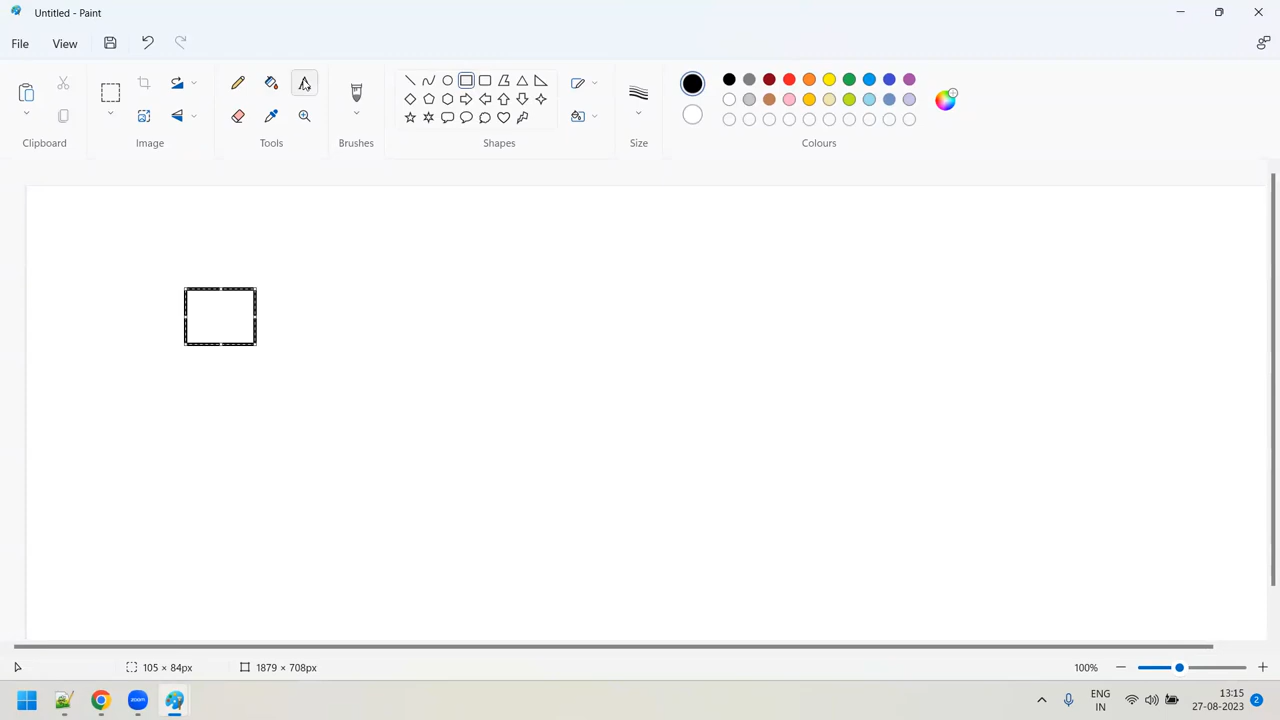 Untitled - Paint
File
View
Clipboard
Image
Tools
Brushes
Shapes
Size
Colours
105 × 84px
1879 × 708px
100%
zoom
ENG
IN
13:15
27-08-2023
2